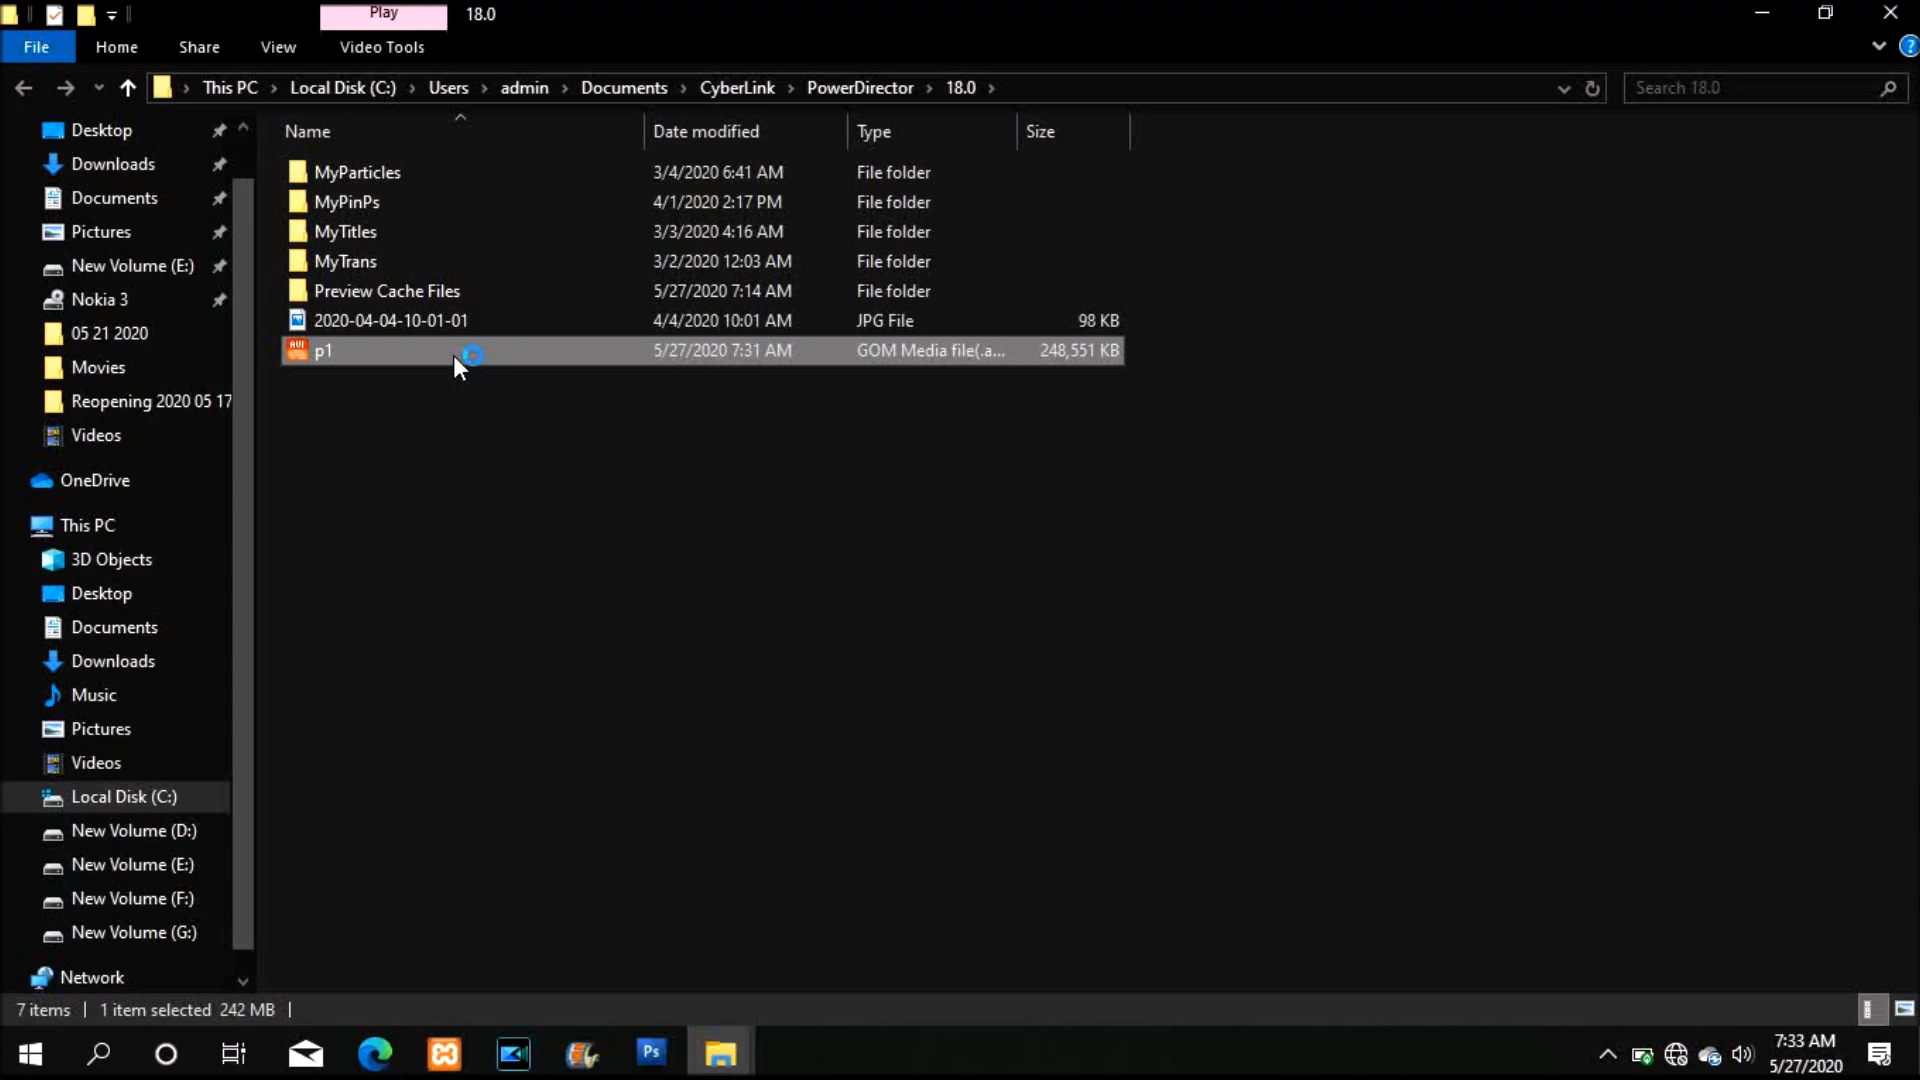 Play
18.0
File
Home
Share
View
Video Tools
This PC
Local Disk (C:)
Users
admin
Documents
CyberLink
PowerDirector
18.0
Search 18.0
Name
Date modified
Type
Size
MyParticles 3/4/2020 6:41 AM File folder
MyPinPs 4/1/2020 2:17 PM File folder
MyTitles 3/3/2020 4:16 AM File folder
MyTrans 3/2/2020 12:03 AM File folder
Preview Cache Files 5/27/2020 7:14 AM File folder
2020-04-04-10-01-01 4/4/2020 10:01 AM JPG File 98 KB
AVI p1 5/27/2020 7:31 AM GOM Media file(.a... 248,551 KB
Desktop
Downloads
Documents
Pictures
New Volume (E:)
Nokia 3
05 21 2020
Movies
Reopening 2020 05 17
Videos
OneDrive
This PC
3D Objects
Desktop
Documents
Downloads
Music
Pictures
Videos
Local Disk (C:)
New Volume (D:)
New Volume (E:)
New Volume (F:)
New Volume (G:)
Network
7 items
1 item selected 242 MB
Ps
7:33 AM
5/27/2020